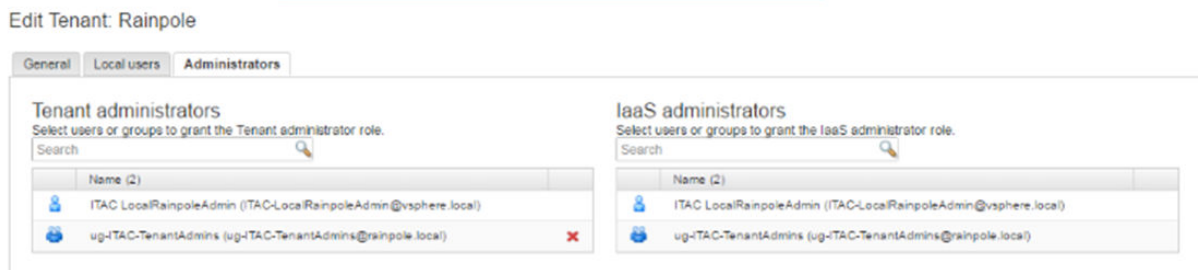 Edit Tenant: Rainpole
General Local users Administrators
Tenant administrators
Select users or groups to grant the Tenant administrator role.
Search
Name (2)
ITAC LocalRainpoleAdmin (ITAC-LocalRainpoleAdmin@vsphere.local)
ug-ITAC-TenantAdmins (ug-ITAC-TenantAdmins@rainpole.local)
IaaS administrators
Select users or groups to grant the IaaS administrator role.
Search
Name (2)
ITAC LocalRainpoleAdmin (ITAC-LocalRainpoleAdmin@vsphere.local)
ug-ITAC-TenantAdmins (ug-ITAC-TenantAdmins@rainpole.local)